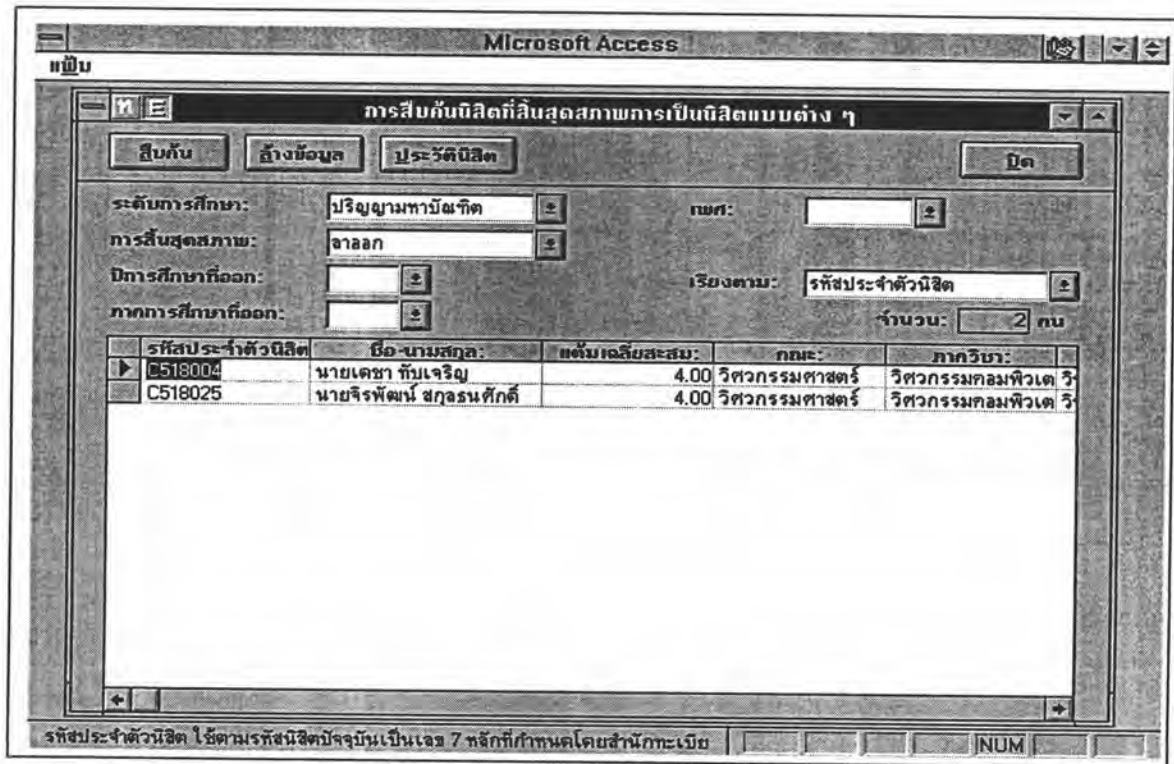 Microsoft Access
แฟ้ม
การสืบค้นนิสิตที่สิ้นสุดสภาพการเป็นนิสิตแบบต่าง ๆ
สืบค้น ล้างข้อมูล ประวัตินิสิต ปิด
ระดับการศึกษา: ปริญญามหาบัณฑิต เพศ:
การสิ้นสุดสภาพ: ลาออก
ปีการศึกษาที่ออก: เรียงตาม: รหัสประจำตัวนิสิต
ภาคการศึกษาที่ออก: จำนวน: 2 คน
รหัสประจำตัวนิสิต ชื่อ-นามสกุล: แต้มเฉลี่ยสะสม: คณะ: ภาควิชา:
C518004 นายเดชา ทับเจริญ 4.00 วิศวกรรมศาสตร์ วิศวกรรมคอมพิวเต วิ
C518025 นายจิรพัฒน์ สกุลธนศักดิ์ 4.00 วิศวกรรมศาสตร์ วิศวกรรมคอมพิวเต วิ
รหัสประจำตัวนิสิต ใช้ตามรหัสนิสิตปัจจุบันเป็นเลข 7 หลักที่กำหนดโดยสำนักทะเบีย NUM